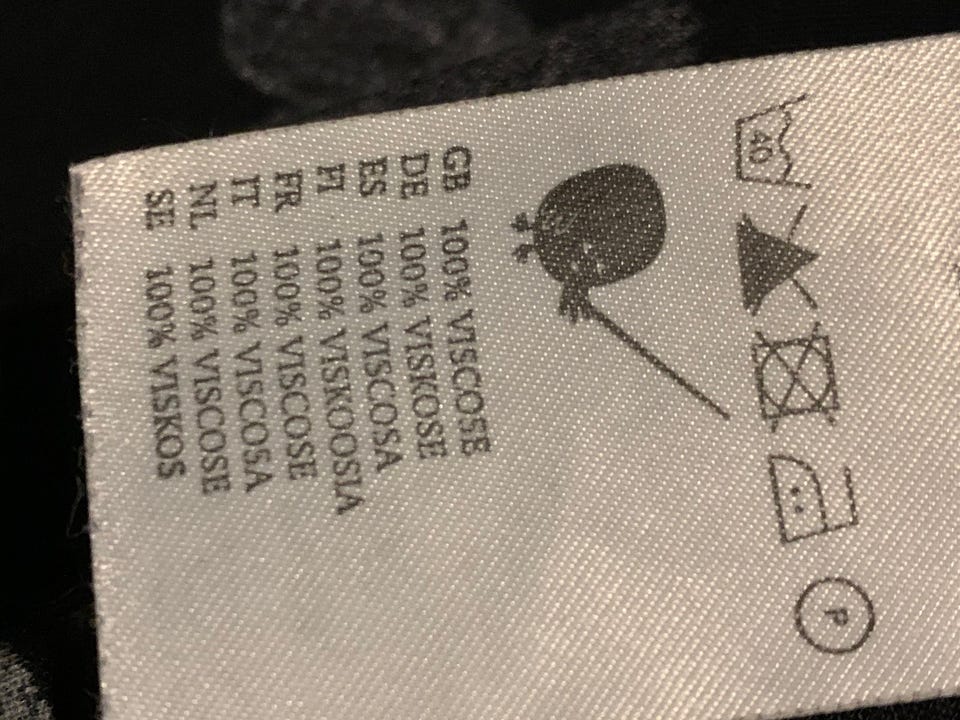 40
P
GB 100% VISCOSE
DE 100% VISKOSE
ES 100% VISCOSA
FI 100% VISKOOSIA
FR 100% VISCOSE
IT 100% VISCOSA
NL 100% VISCOSE
SE 100% VISKOS